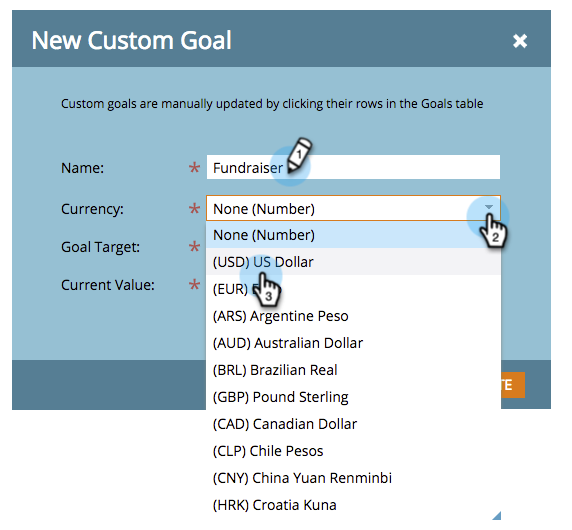 New Custom Goal
Custom goals are manually updated by clicking their rows in the Goals table
Name: * Fundraiser 1
Currency: * None (Number)
2
None (Number)
Goal Target: *
(USD) US Dollar
Current Value: *
(EUR)
3
(ARS) Argentine Peso
(AUD) Australian Dollar
(BRL) Brazilian Real
TE
(GBP) Pound Sterling
(CAD) Canadian Dollar
(CLP) Chile Pesos
(CNY) China Yuan Renminbi
(HRK) Croatia Kuna